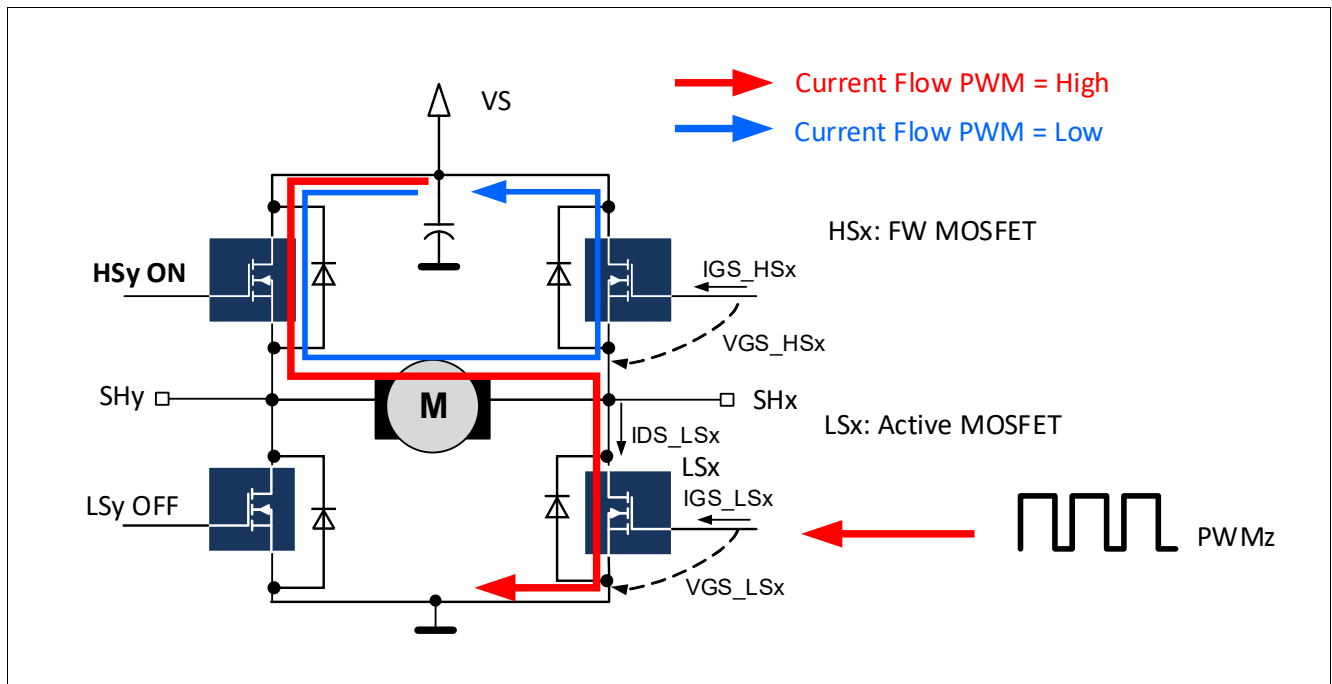 VS
Current Flow PWM = High
Current Flow PWM = Low
HSx: FW MOSFET
HSy ON
IGS_HSx
VGS_HSx
SHy
M
SHx
LSx: Active MOSFET
IDS_LSx
LSx
IGS_LSx
LSy OFF
PWMz
VGS_LSx